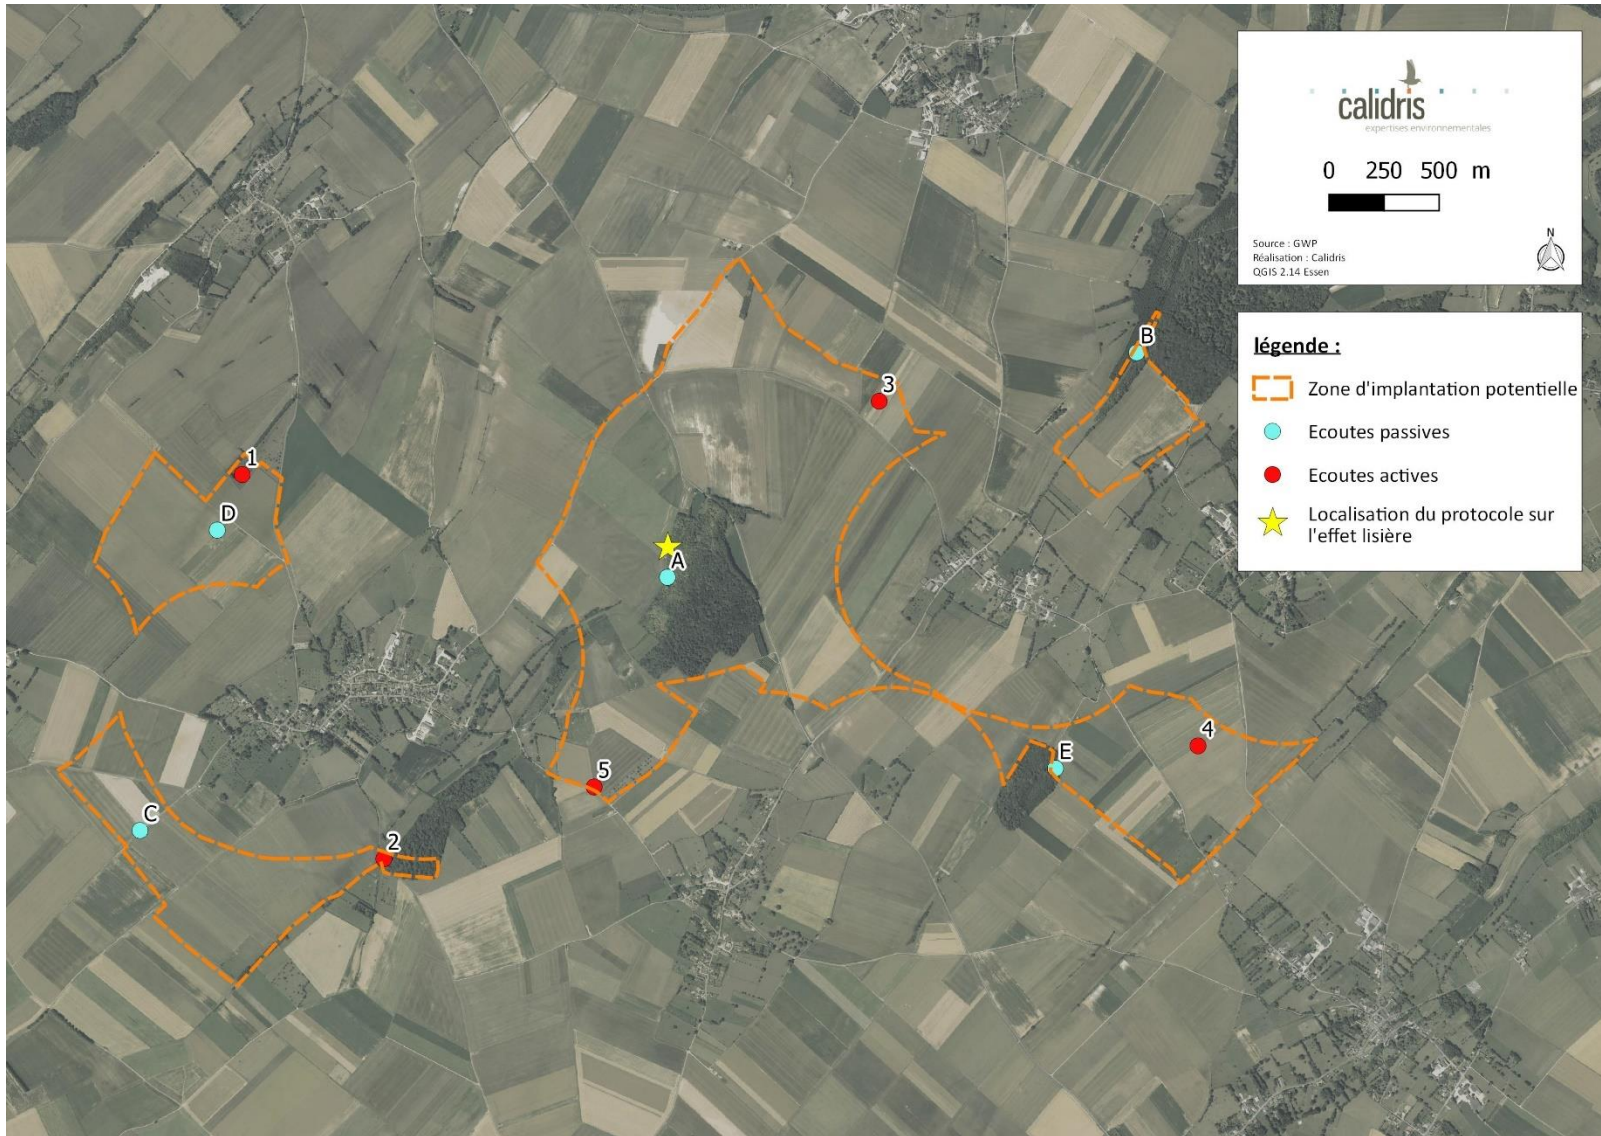 calidris
expertises environnementales
0 250 500 m
Source : GWP
Réalisation : Calidris
QGIS 2.14 Essen
N
légende :
Zone d'implantation potentielle
Ecoutes passives
Ecoutes actives
Localisation du protocole sur
l'effet lisière
B
3
1
D
A
4
E
5
C
2